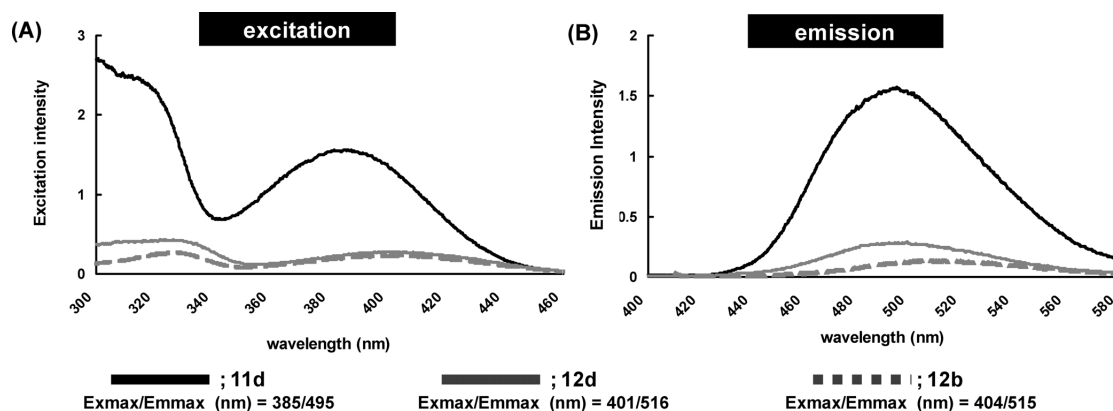 (A)
excitation
3
2
1
0
Excitation intensity
300 320 340 360 380 400 420 440 460
wavelength (nm)
(B)
emission
2
1.5
1
0.5
0
Emission Intensity
400 420 440 460 480 500 520 540 560 580
wavelength (nm)
; 11d
Exmax/Emmax (nm) = 385/495
; 12d
Exmax/Emmax (nm) = 401/516
; 12b
Exmax/Emmax (nm) = 404/515